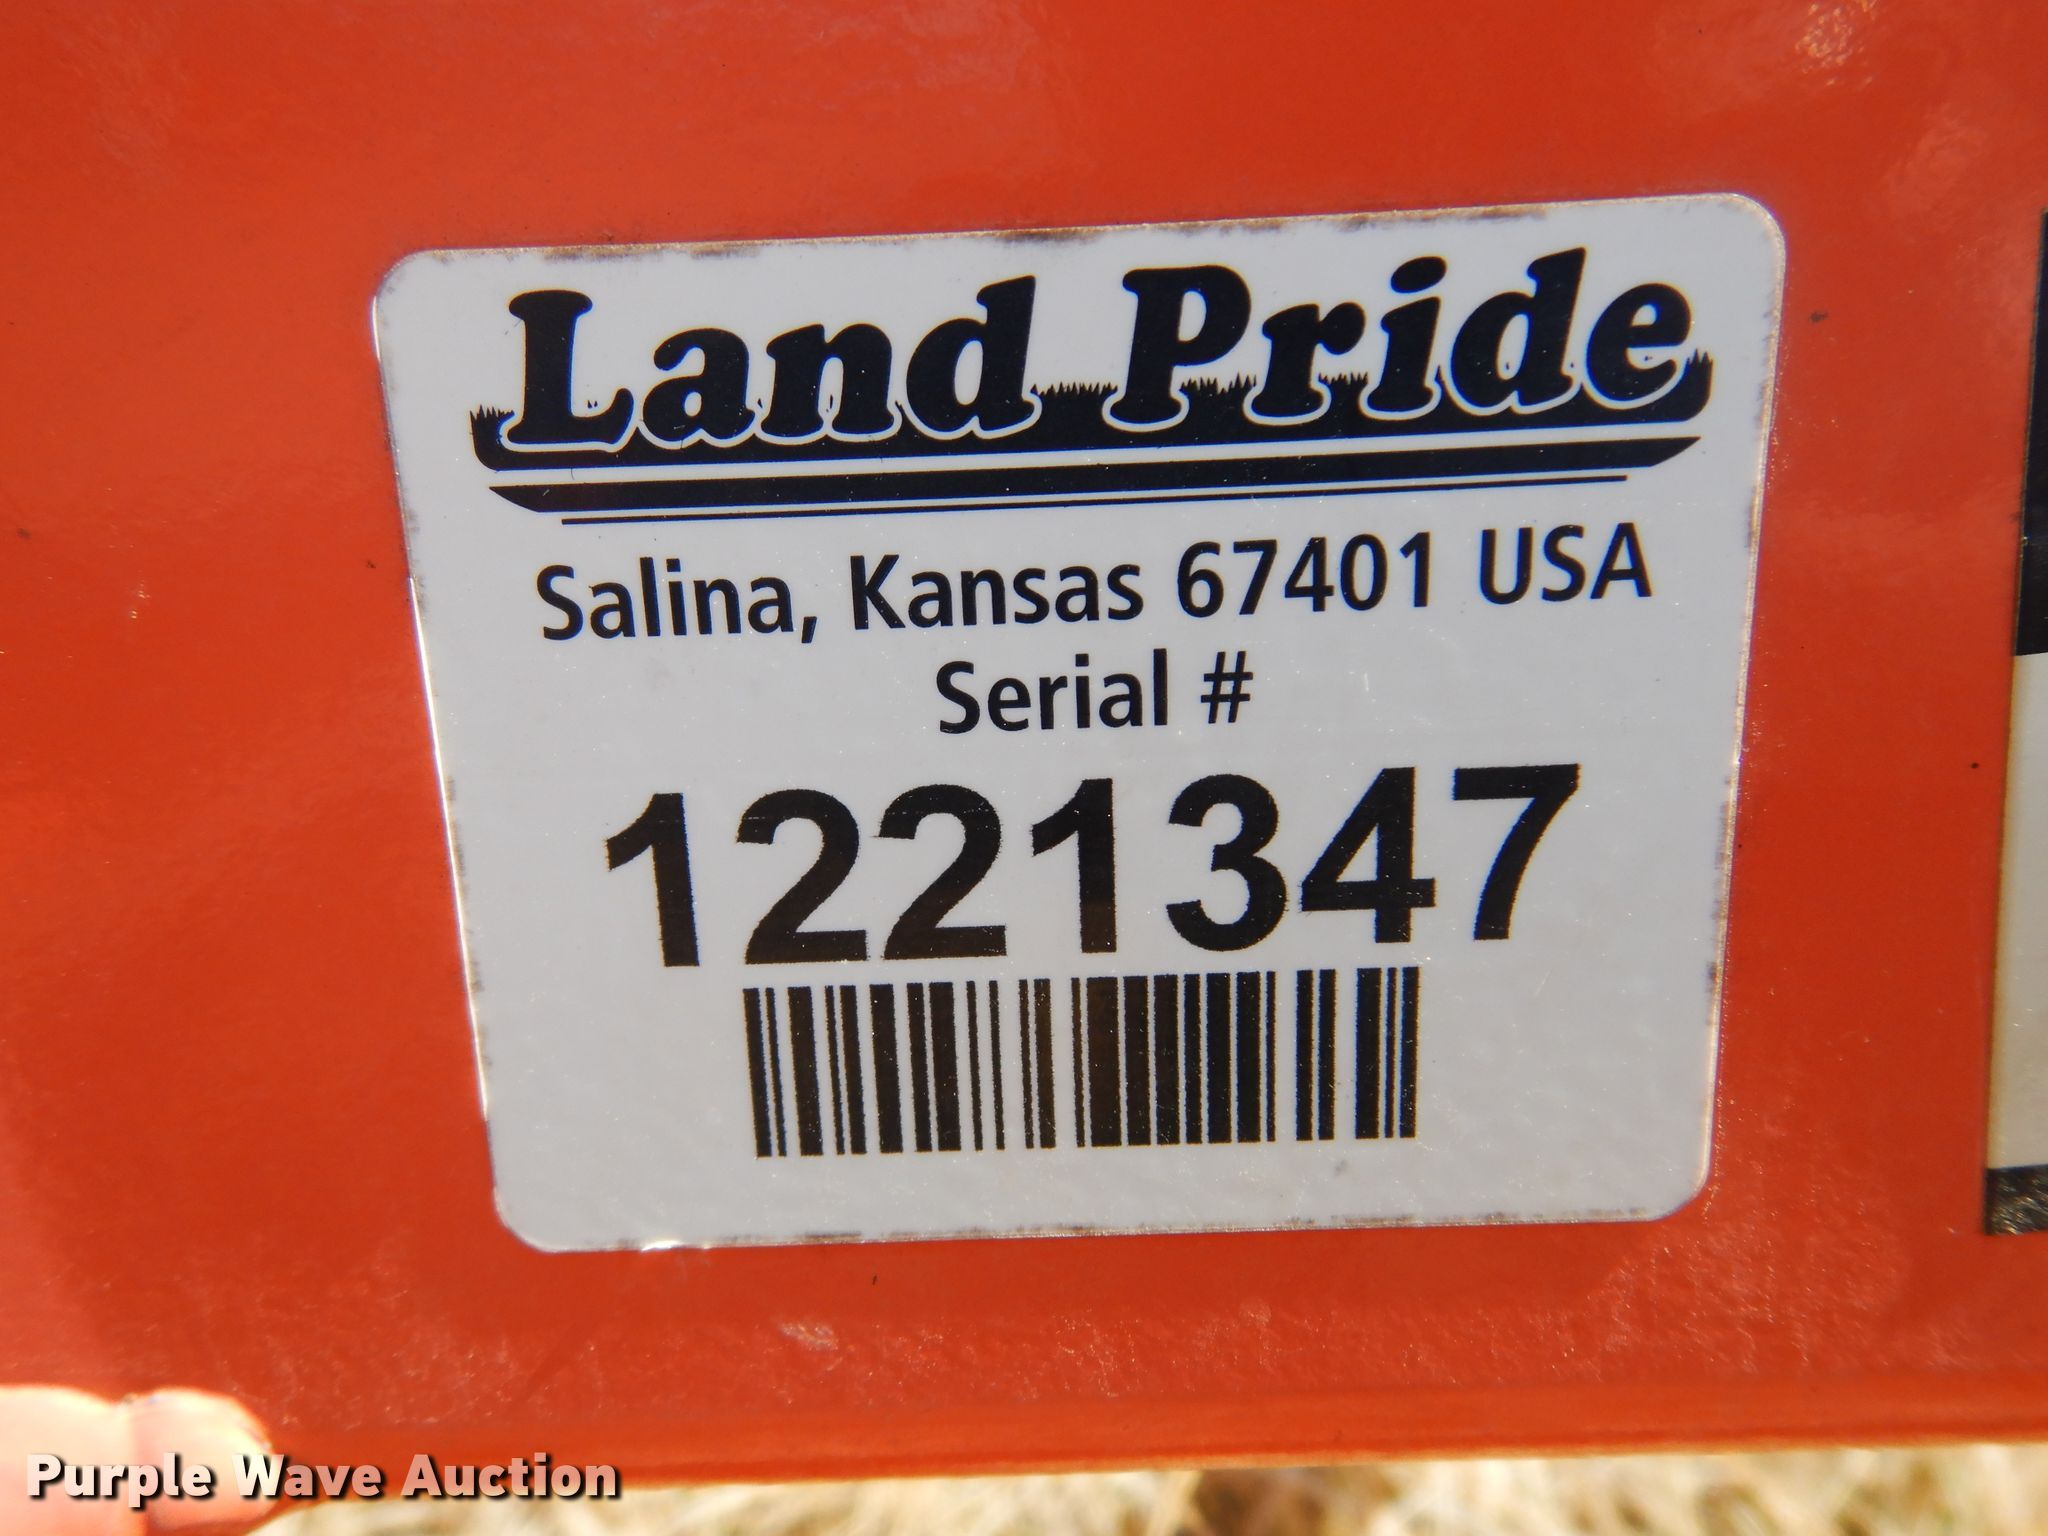 Land Pride
Salina, Kansas 67401 USA
Serial #
1221347
Purple Wave Auction